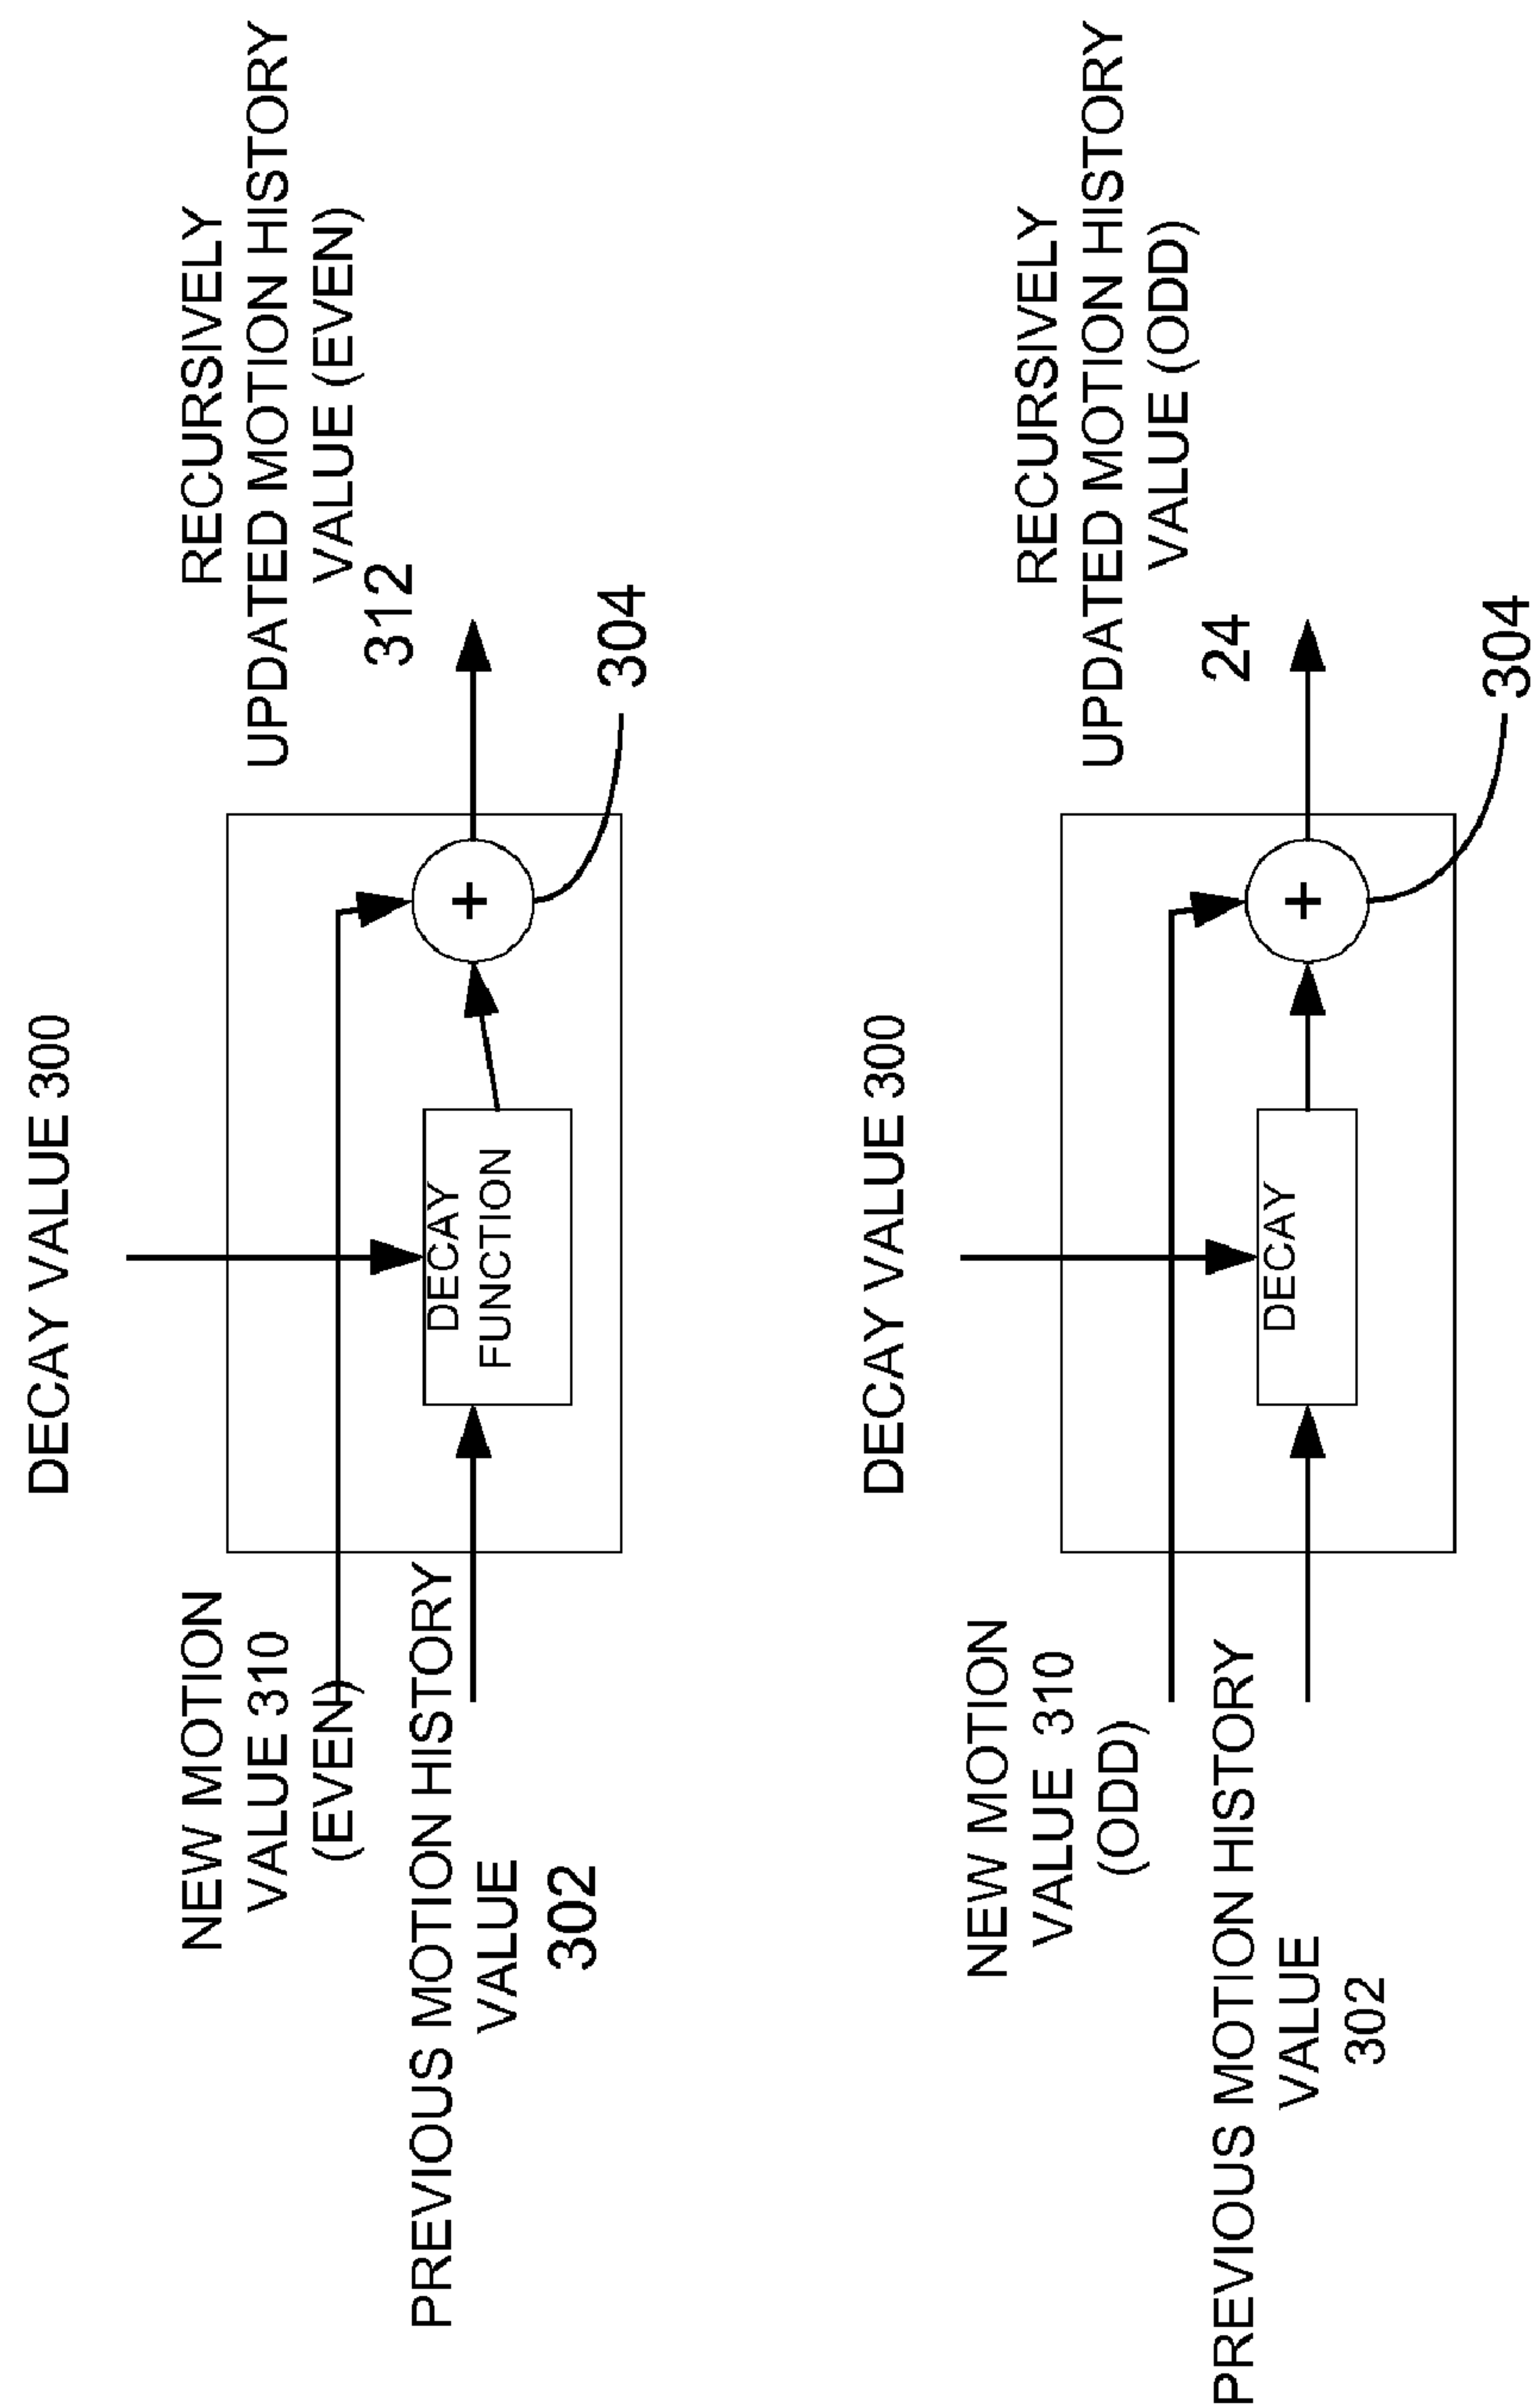 DECAY VALUE 300
NEW MOTION
VALUE 310
(EVEN)
PREVIOUS MOTION HISTORY
VALUE
302
DECAY
FUNCTION
+
RECURSIVELY
UPDATED MOTION HISTORY
VALUE (EVEN)
312
304
DECAY VALUE 300
NEW MOTION
VALUE 310
(ODD)
PREVIOUS MOTION HISTORY
VALUE
302
DECAY
+
RECURSIVELY
UPDATED MOTION HISTORY
VALUE (ODD)
24
304